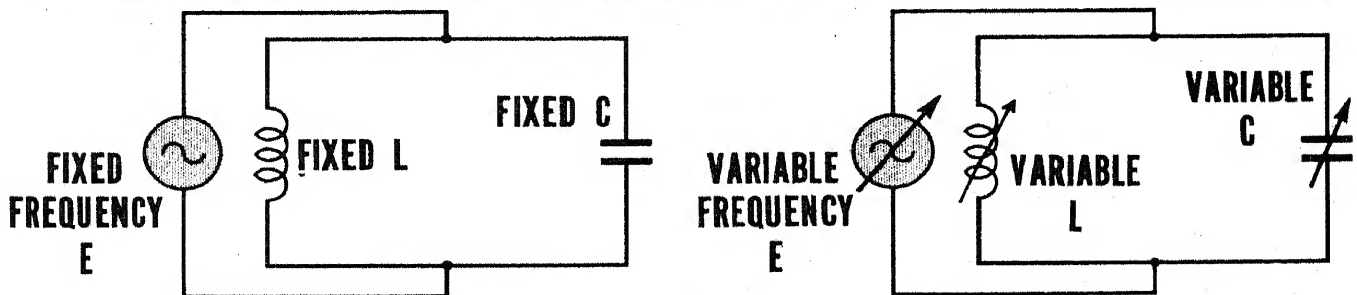 FIXED
FREQUENCY
E
FIXED L
FIXED C
VARIABLE
FREQUENCY
E
VARIABLE
L
VARIABLE
C